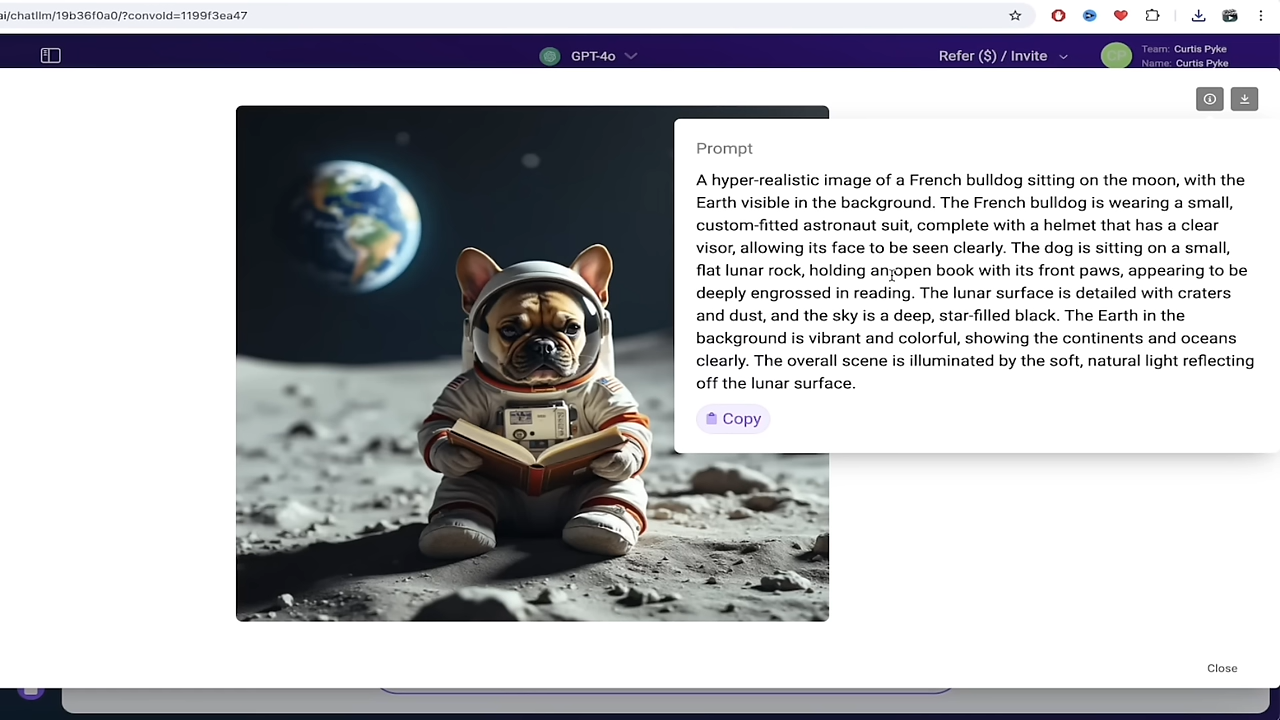 ai/chatllm/19b36f0a0/?convoId=1199f3ea47
GPT-4o
Refer ($) / Invite
CP
Team: Curtis Pyke
Name: Curtis Pyke
Prompt
A hyper-realistic image of a French bulldog sitting on the moon, with the
Earth visible in the background. The French bulldog is wearing a small,
custom-fitted astronaut suit, complete with a helmet that has a clear
visor, allowing its face to be seen clearly. The dog is sitting on a small,
flat lunar rock, holding an open book with its front paws, appearing to be
deeply engrossed in reading. The lunar surface is detailed with craters
and dust, and the sky is a deep, star-filled black. The Earth in the
background is vibrant and colorful, showing the continents and oceans
clearly. The overall scene is illuminated by the soft, natural light reflecting
off the lunar surface.
Copy
Close